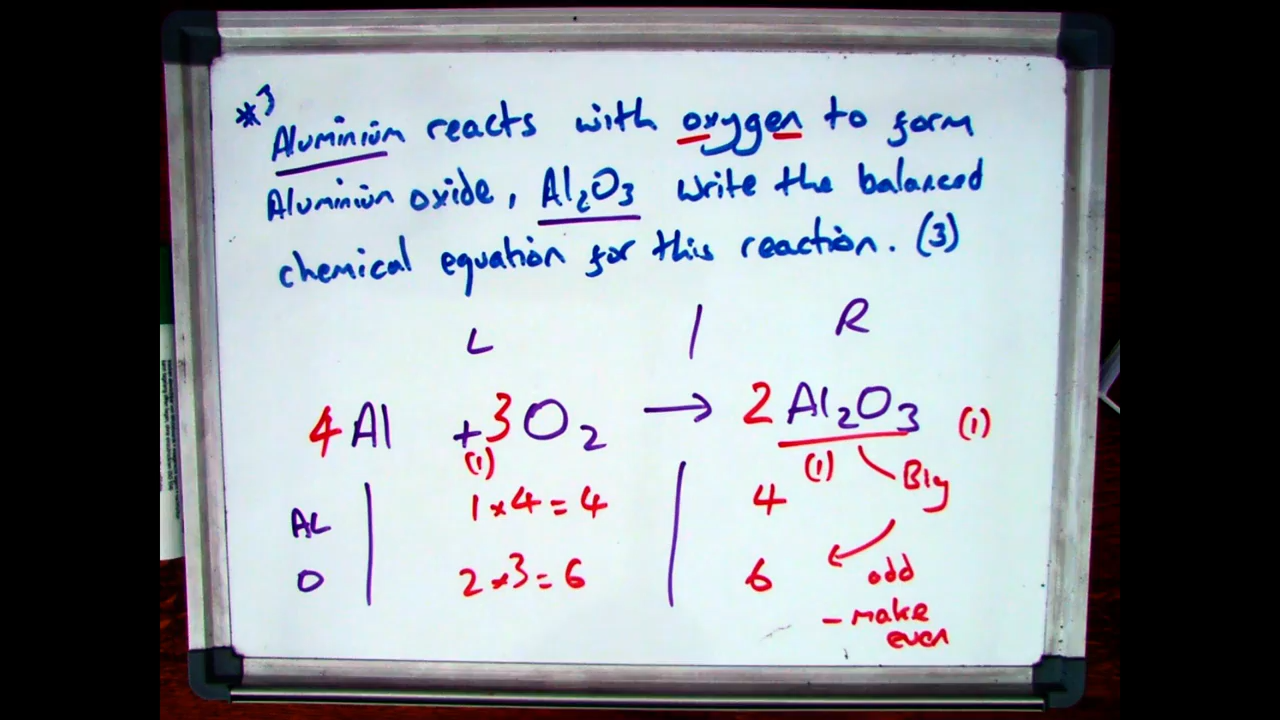 *3
Aluminium reacts with oxygen to form
Aluminium oxide, Al₂O₃ write the balanced
chemical equation for this reaction. (3)
L | R
4Al + 3O₂ → 2Al₂O₃ (1)
(1) (1) Big
AL | 1×4=4 | 4
O | 2×3=6 | 6 odd
– make
even